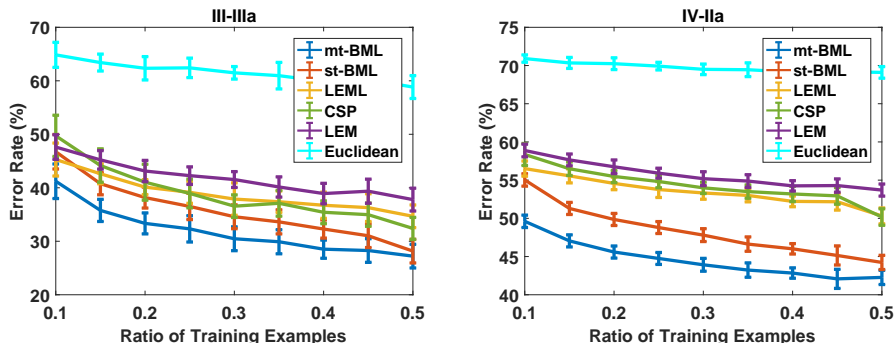 III-IIIa
70
60
50
40
30
20
Error Rate (%)
mt-BML
st-BML
LEML
CSP
LEM
Euclidean
0.1 0.2 0.3 0.4 0.5
Ratio of Training Examples
IV-IIa
75
70
65
60
55
50
45
40
Error Rate (%)
mt-BML
st-BML
LEML
CSP
LEM
Euclidean
0.1 0.2 0.3 0.4 0.5
Ratio of Training Examples